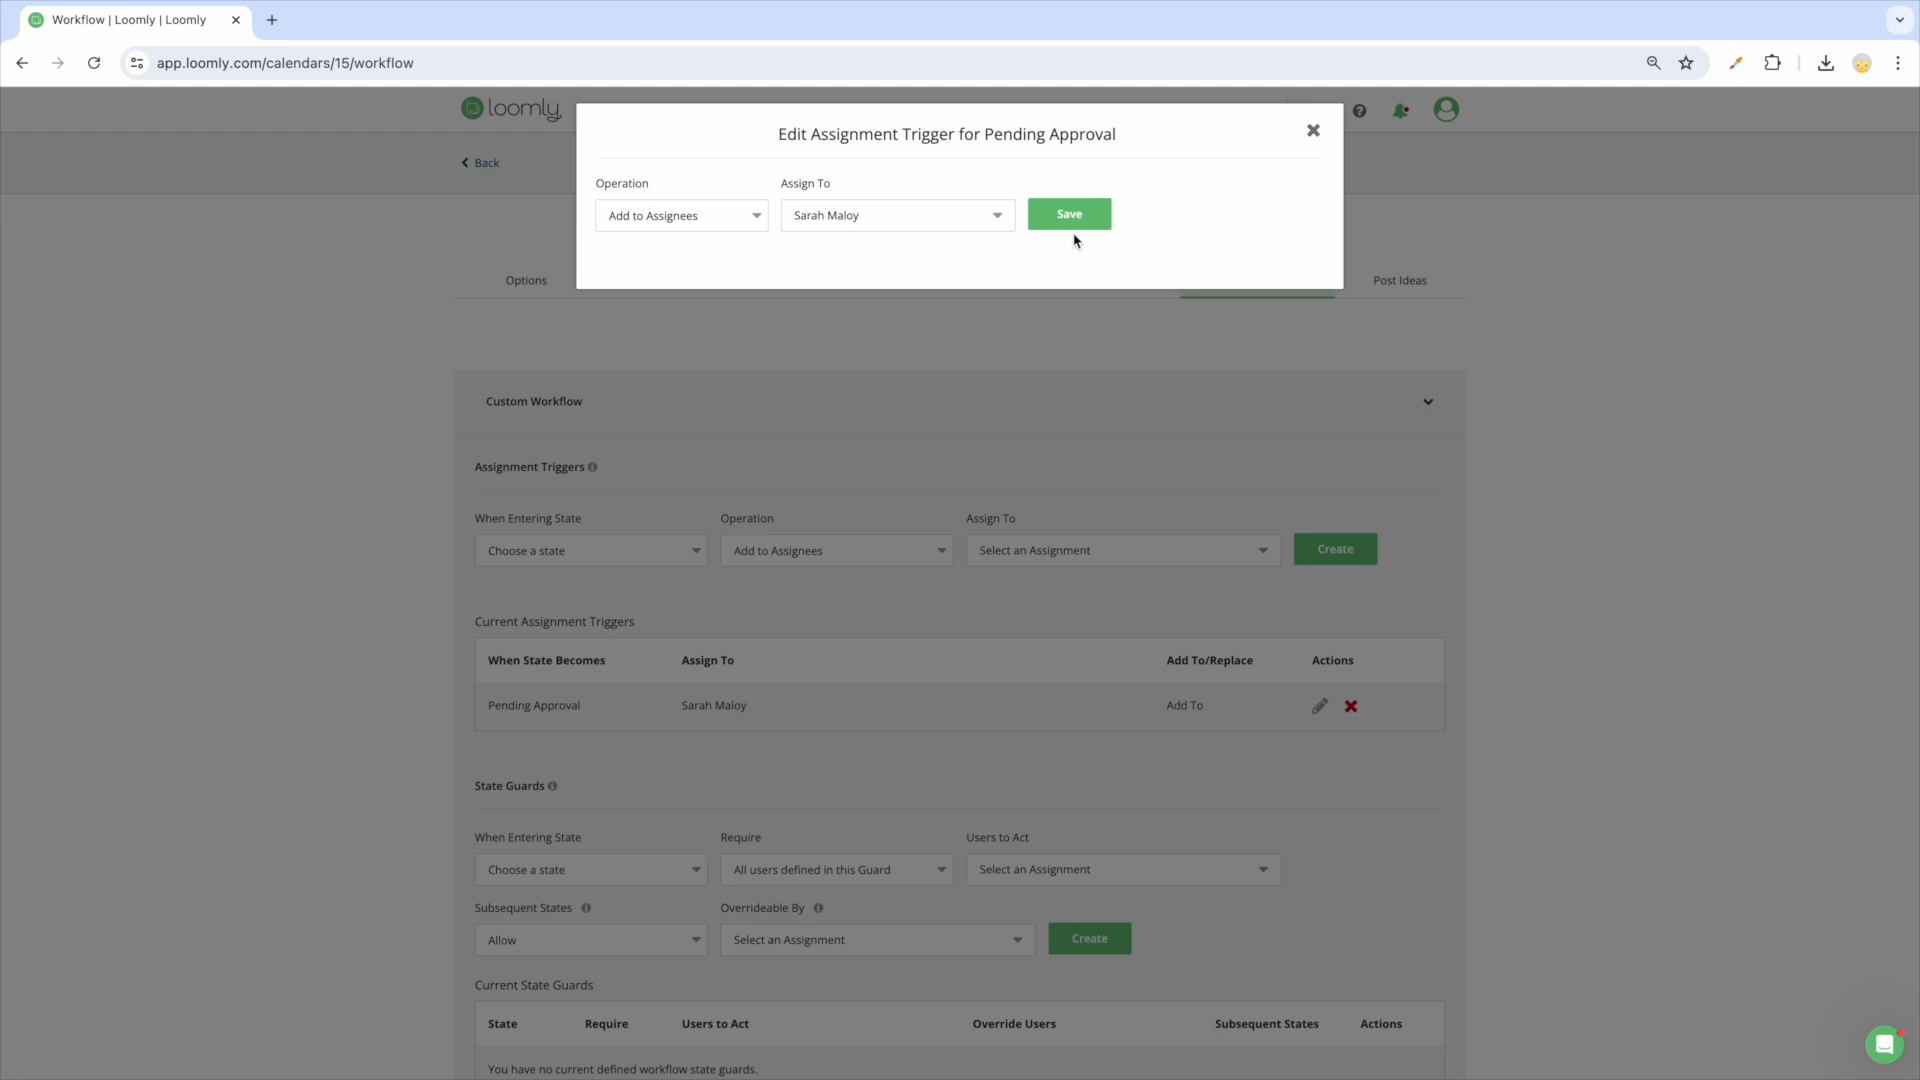 Workflow | Loomly | Loomly
app.loomly.com/calendars/15/workflow
loomly
Edit Assignment Trigger for Pending Approval
Back
Operation Assign To
Add to Assignees Sarah Maloy Save
Options Post Ideas
Custom Workflow
Assignment Triggers
When Entering State Operation Assign To
Choose a state Add to Assignees Select an Assignment Create
Current Assignment Triggers
When State Becomes Assign To Add To/Replace Actions
Pending Approval Sarah Maloy Add To
State Guards
When Entering State Require Users to Act
Choose a state All users defined in this Guard Select an Assignment
Subsequent States Overrideable By
Allow Select an Assignment Create
Current State Guards
State Require Users to Act Override Users Subsequent States Actions
You have no current defined workflow state guards.